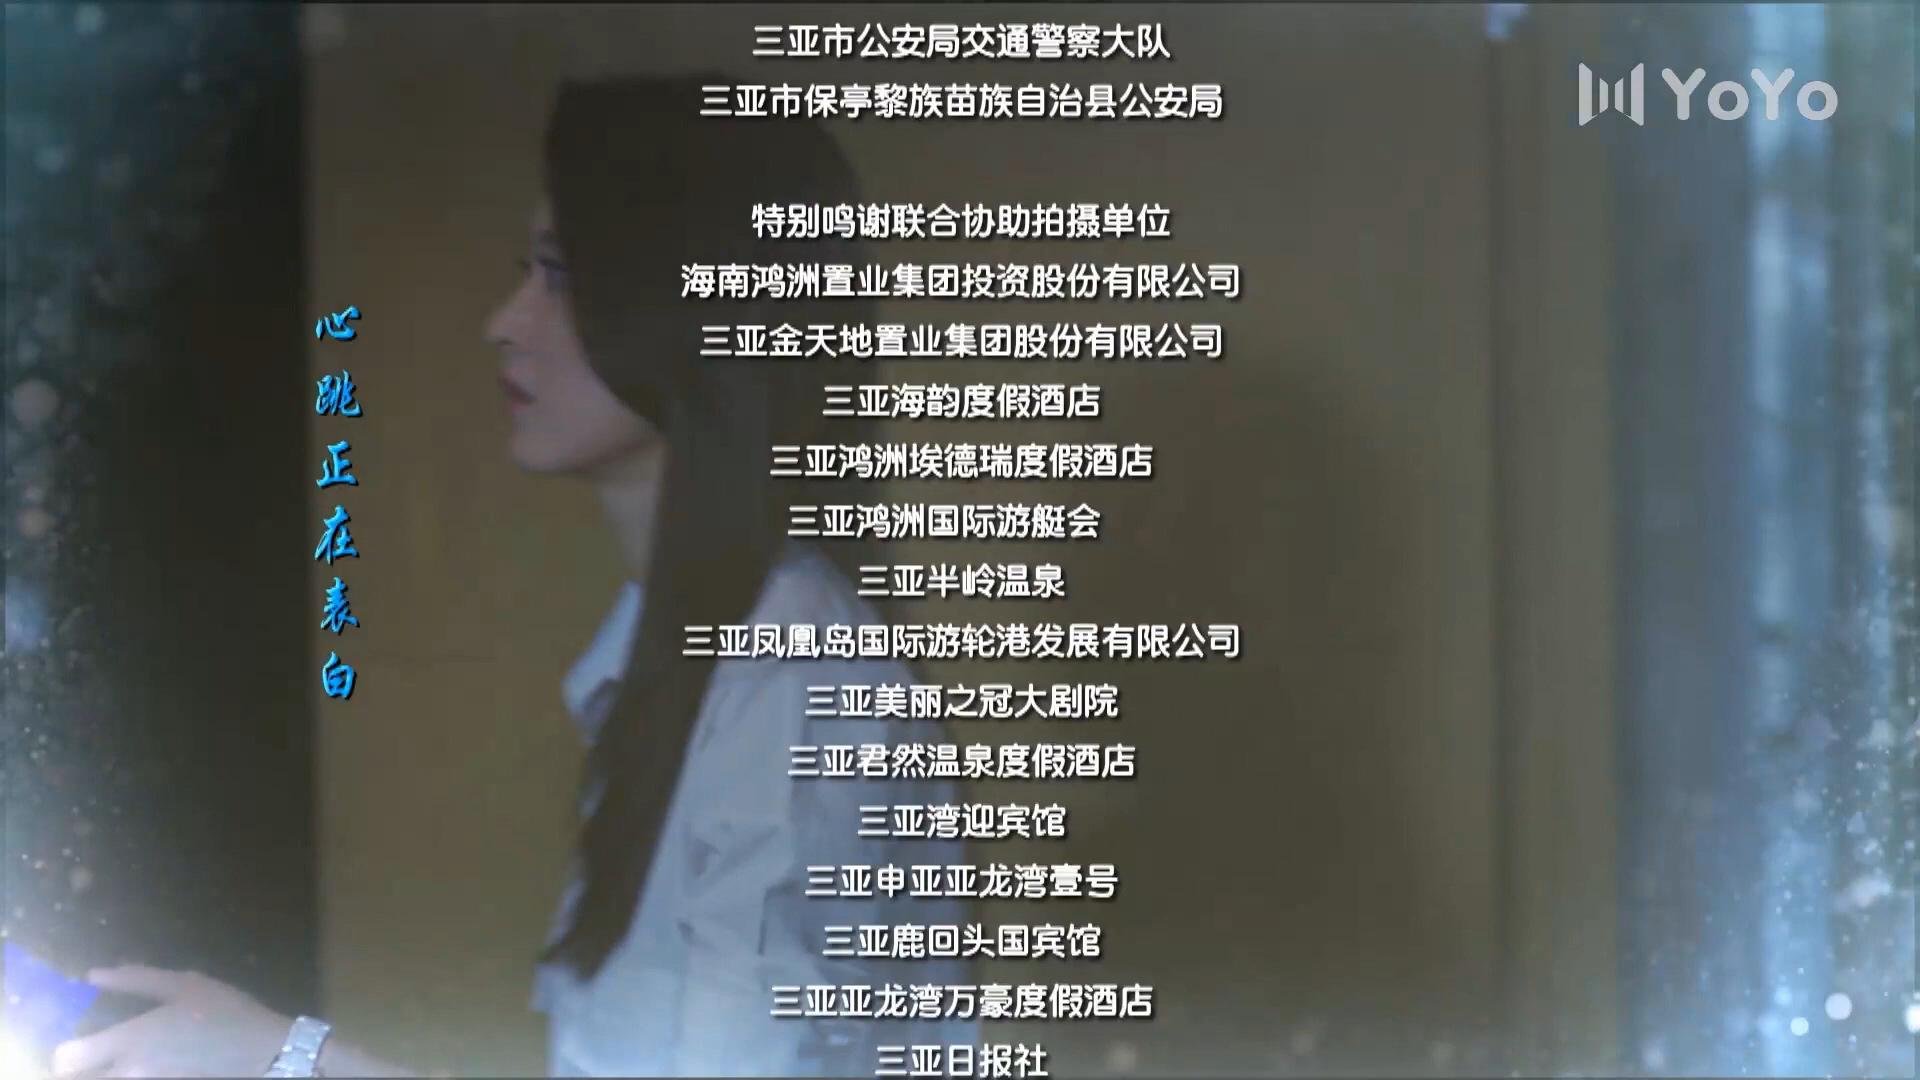 三亚市公安局交通警察大队
三亚市保亭黎族苗族自治县公安局
特别鸣谢联合协助拍摄单位
海南鸿洲置业集团投资股份有限公司
三亚金天地置业集团股份有限公司
三亚海韵度假酒店
三亚鸿洲埃德瑞度假酒店
三亚鸿洲国际游艇会
三亚半岭温泉
三亚凤凰岛国际游轮港发展有限公司
三亚美丽之冠大剧院
三亚君然温泉度假酒店
三亚湾迎宾馆
三亚申亚亚龙湾壹号
三亚鹿回头国宾馆
三亚亚龙湾万豪度假酒店
三亚日报社
心跳正在表白
YoYo